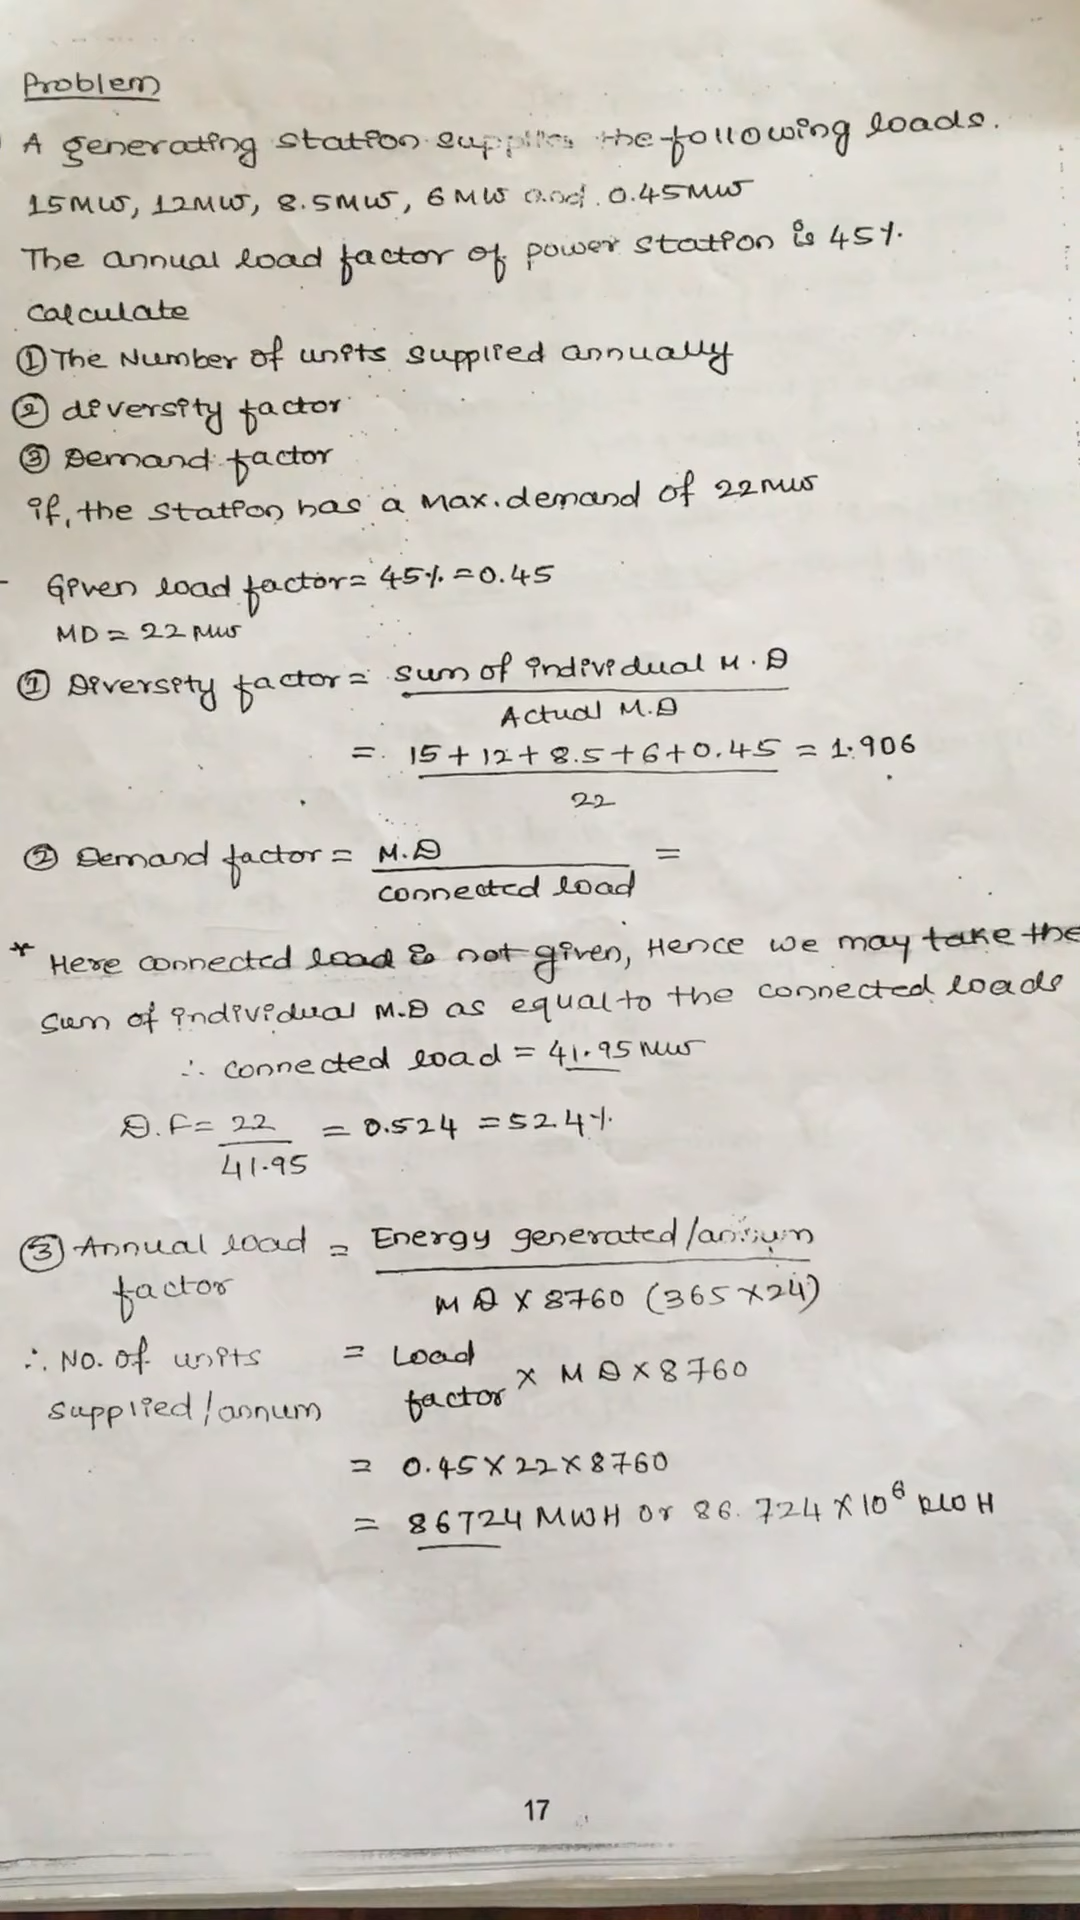 Problem
A generating station supplies the following loads.
15MW, 12MW, 8.5MW, 6 MW and 0.45MW
The annual load factor of power station is 45%.
calculate
① The Number of units supplied annually
② diversity factor
③ Demand factor
if, the station has a Max.demand of 22MW
Given load factor = 45% = 0.45
MD = 22 MW
① Diversity factor = Sum of individual M.D
Actual M.D
= 15 + 12 + 8.5 + 6 + 0.45 = 1.906
22
② Demand factor = M.D =
connected load
* Here connected load is not given, Hence we may take the
sum of individual M.D as equal to the connected loads
∴ connected load = 41.95 MW
D.F = 22 = 0.524 = 52.4%
41.95
③ Annual load = Energy generated/annum
factor
MD X 8760 (365 X 24)
∴ No. of units = Load X MD X 8760
supplied/annum factor
= 0.45 X 22 X 8760
= 86724 MWH or 86.724 X 10⁶ KWH
17